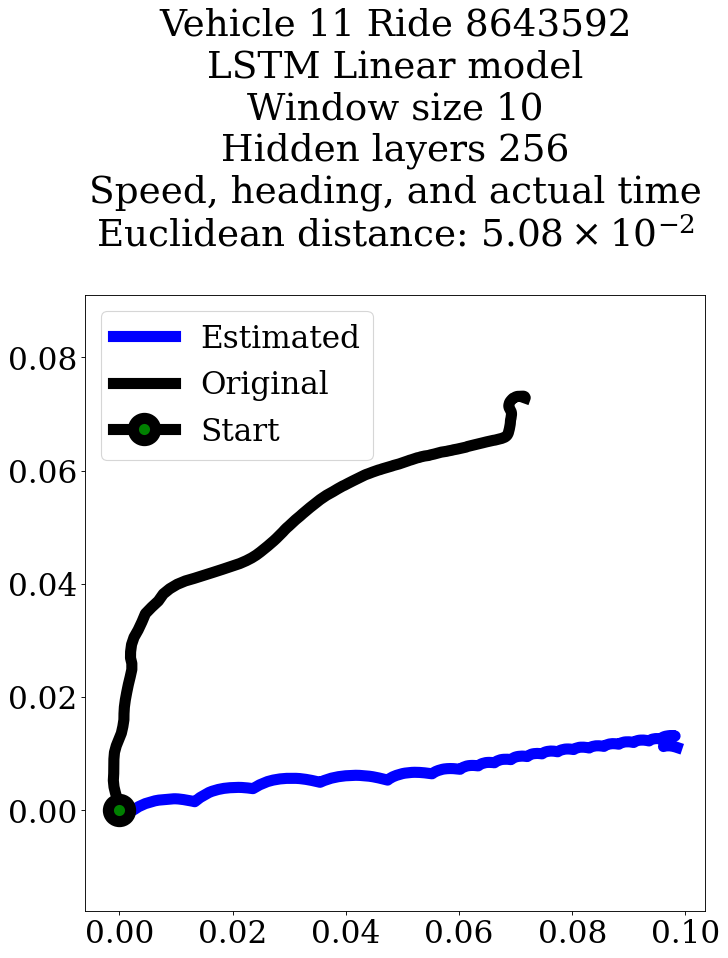 Vehicle 11 Ride 8643592
LSTM Linear model
Window size 10
Hidden layers 256
Speed, heading, and actual time
Euclidean distance: 5.08 × 10⁻²
Estimated
Original
Start
0.08
0.06
0.04
0.02
0.00
0.00 0.02 0.04 0.06 0.08 0.10